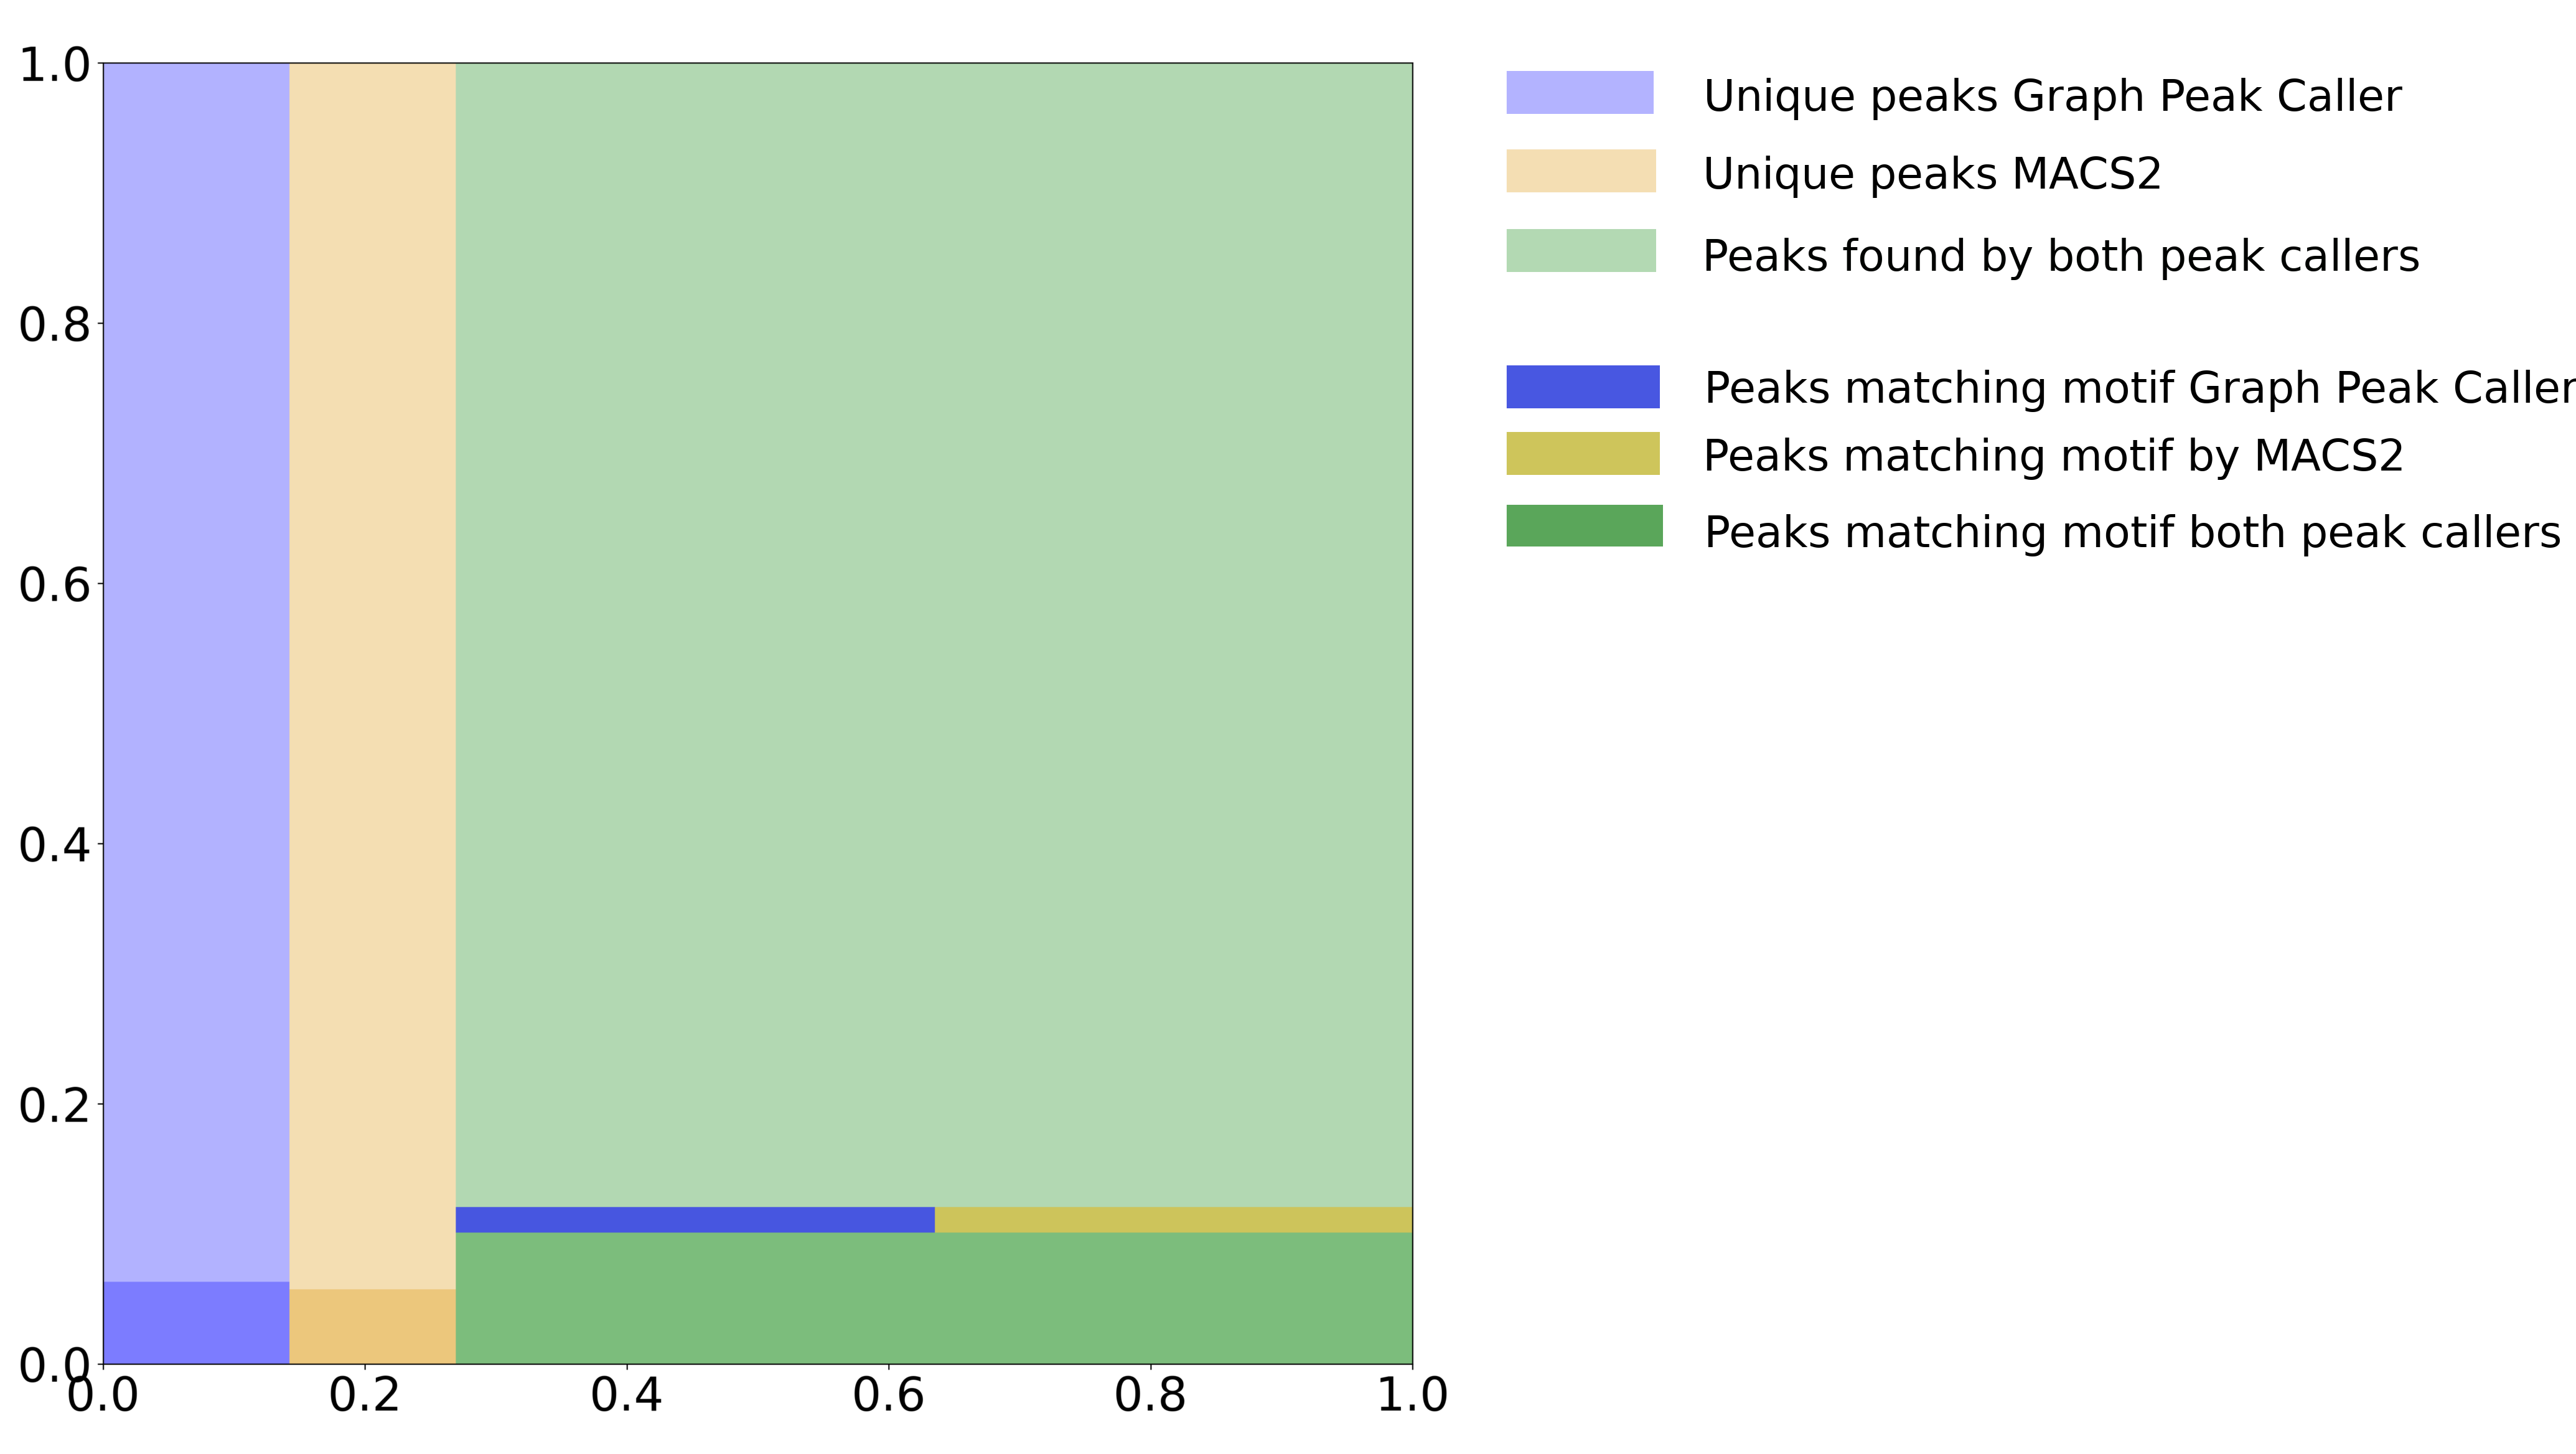 1.0
0.8
0.6
0.4
0.2
0.0
0.0 0.2 0.4 0.6 0.8 1.0
Unique peaks Graph Peak Caller
Unique peaks MACS2
Peaks found by both peak callers
Peaks matching motif Graph Peak Caller
Peaks matching motif by MACS2
Peaks matching motif both peak callers